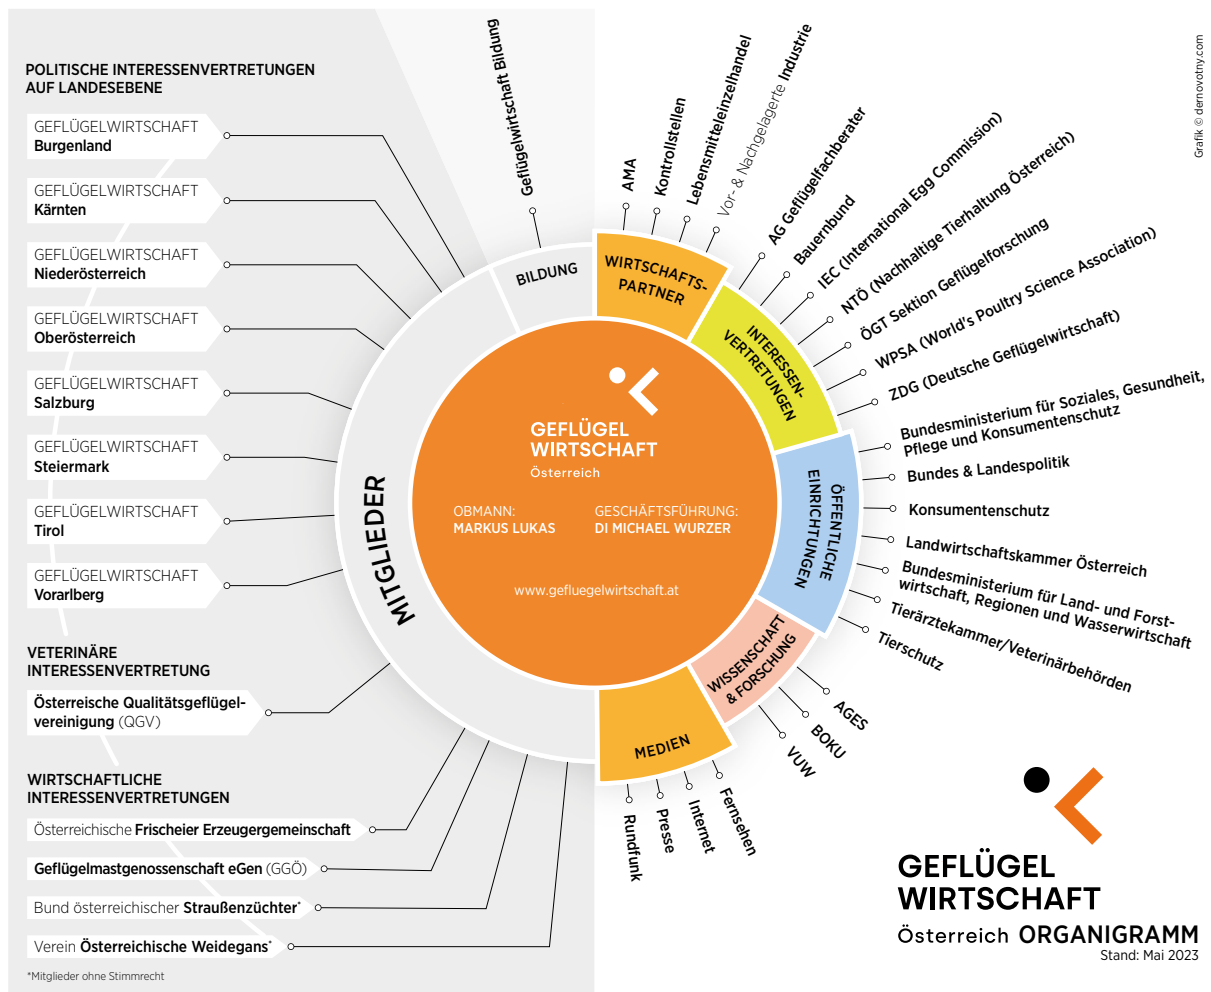 POLITISCHE INTERESSENVERTRETUNGEN
AUF LANDESEBENE
GEFLÜGELWIRTSCHAFT
Burgenland
GEFLÜGELWIRTSCHAFT
Kärnten
GEFLÜGELWIRTSCHAFT
Niederösterreich
GEFLÜGELWIRTSCHAFT
Oberösterreich
GEFLÜGELWIRTSCHAFT
Salzburg
GEFLÜGELWIRTSCHAFT
Steiermark
GEFLÜGELWIRTSCHAFT
Tirol
GEFLÜGELWIRTSCHAFT
Vorarlberg
VETERINÄRE
INTERESSENVERTRETUNG
Österreische Qualitätsgeflügel-
vereinigung (QGV)
WIRTSCHAFTLICHE
INTERESSENVERTRETUNGEN
Österreichische Frischeier Erzeugergemeinschaft
Geflügelmastgenossenschaft eGen (GGÖ)
Bund österreichischer Straußenzüchter*
Verein Österreichische Weidegans*
*Mitglieder ohne Stimmrecht
MITGLIEDER
BILDUNG
Geflügelwirtschaft Bildung
WIRTSCHAFTS-
PARTNER
AMA
Kontrollstellen
Lebensmitteleinzelhandel
Vor- & Nachgelagerte Industrie
INTERESSEN-
VERTRETUNGEN
AG Geflügelfachberater
Bauernbund
IEC (International Egg Commission)
NTÖ (Nachhaltige Tierhaltung Österreich)
ÖGT Sektion Geflügelforschung
WPSA (World's Poultry Science Association)
ZDG (Deutsche Geflügelwirtschaft)
ÖFFENTLICHE
EINRICHTUNGEN
Bundesministerium für Soziales, Gesundheit,
Pflege und Konsumentenschutz
Bundes & Landespolitik
Konsumentenschutz
Landwirtschaftskammer Österreich
Bundesministerium für Land- und Forst-
wirtschaft, Regionen und Wasserwirtschaft
Tierärztekammer/Veterinärbehörden
Tierschutz
WISSENSCHAFT
& FORSCHUNG
AGES
BOKU
VUW
MEDIEN
Fernsehen
Internet
Presse
Rundfunk
GEFLÜGEL
WIRTSCHAFT
Österreich
OBMANN:
MARKUS LUKAS
GESCHÄFTSFÜHRUNG:
DI MICHAEL WURZER
www.gefluegelwirtschaft.at
Grafik © dernovotny.com
GEFLÜGEL
WIRTSCHAFT
Österreich ORGANIGRAMM
Stand: Mai 2023